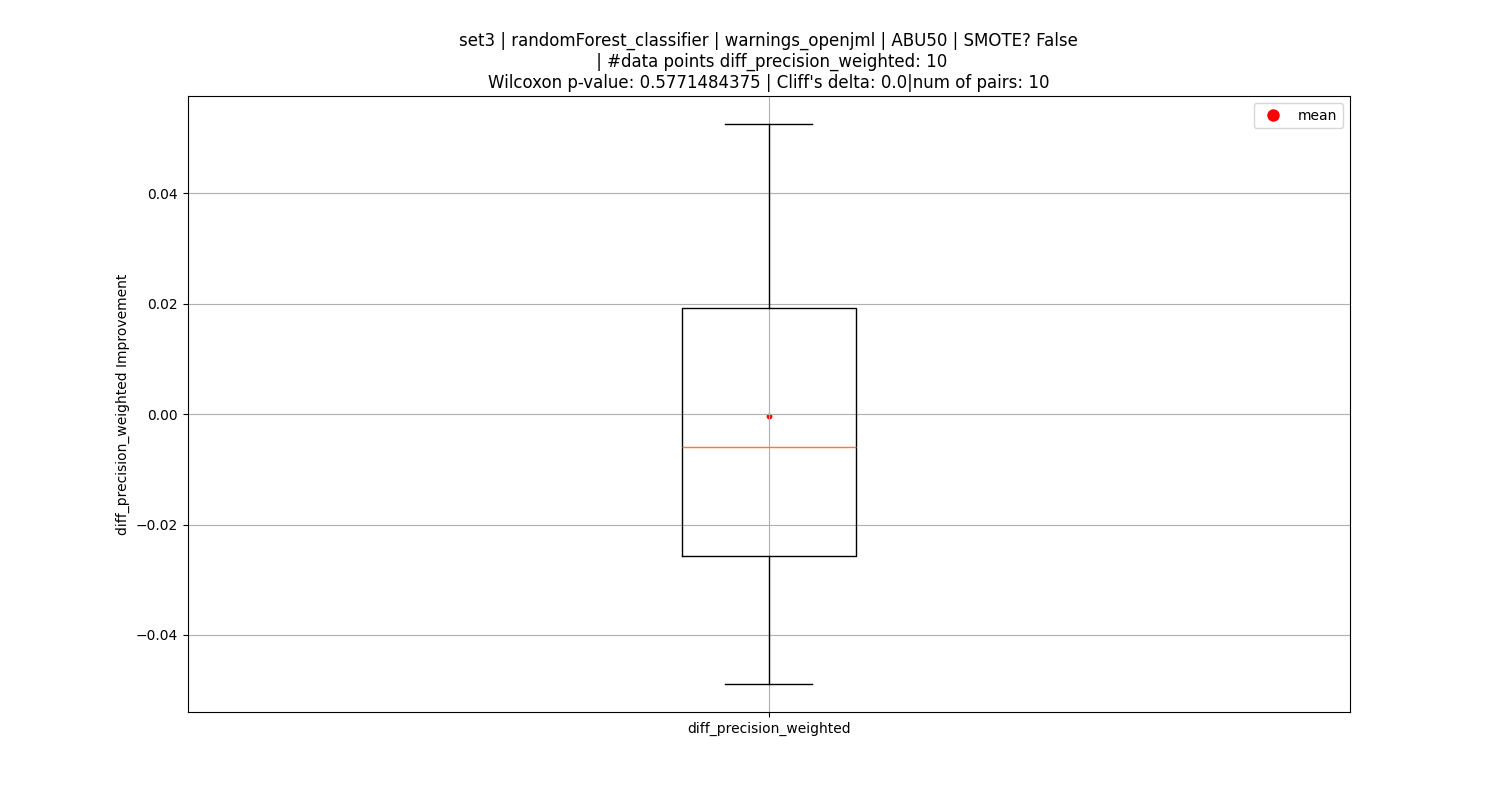 set3 | randomForest_classifier | warnings_openjml | ABU50 | SMOTE? False
| #data points diff_precision_weighted: 10
Wilcoxon p-value: 0.5771484375 | Cliff's delta: 0.0|num of pairs: 10
mean
0.04
0.02
0.00
−0.02
−0.04
diff_precision_weighted Improvement
diff_precision_weighted